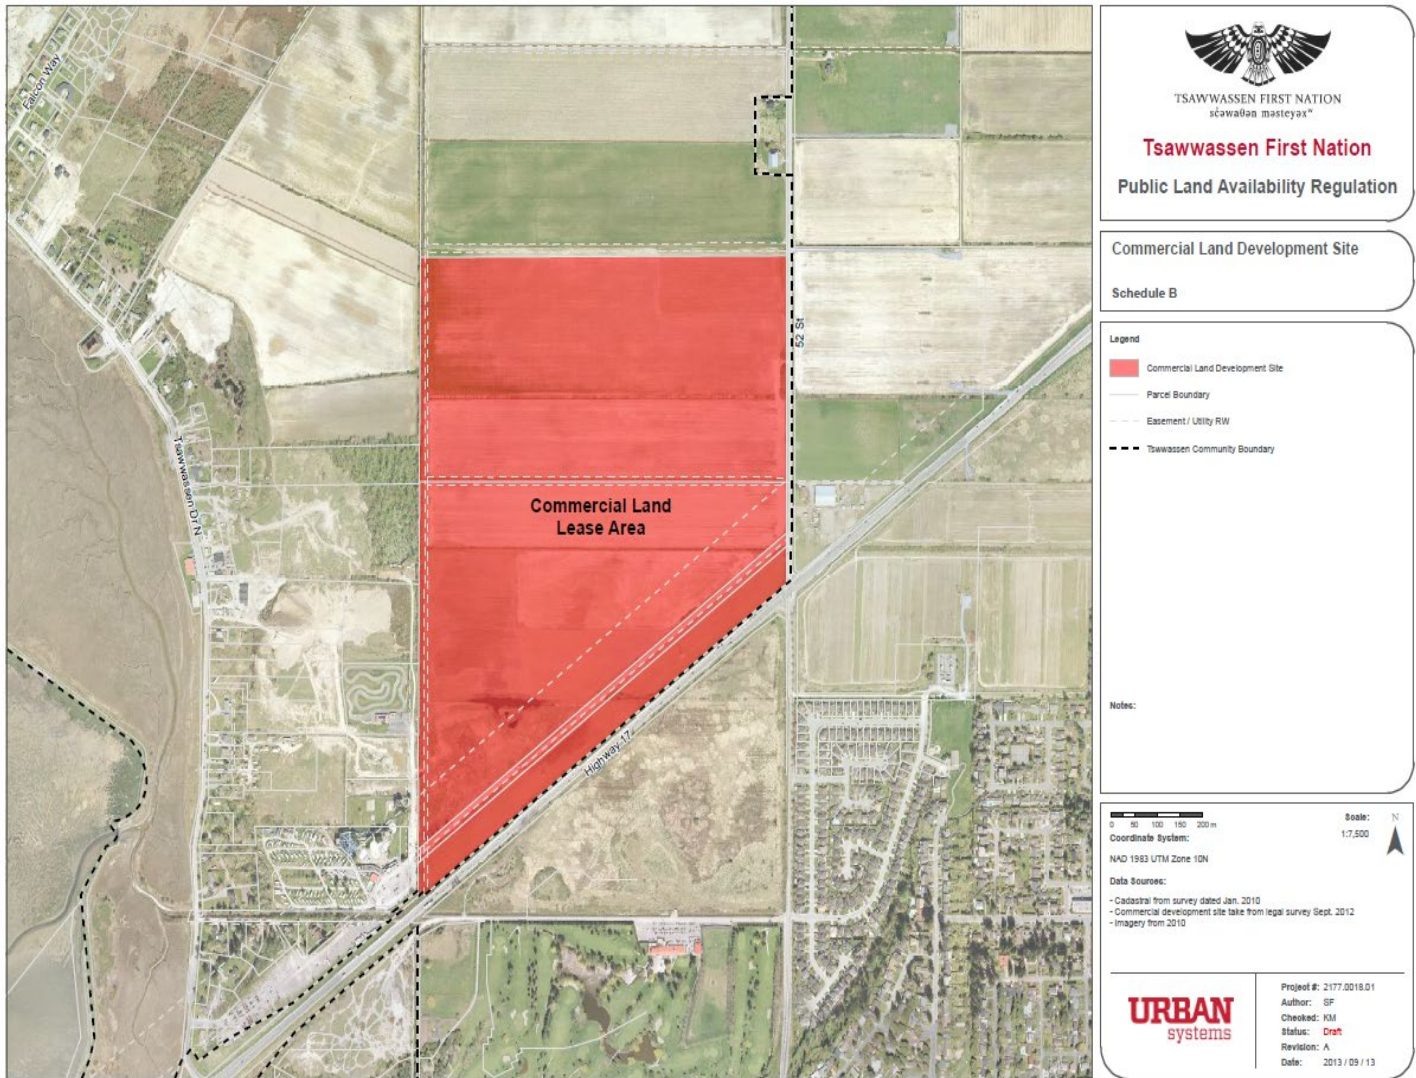 Falcon Way
52 St
Tsawwassen Dr N
Commercial Land
Lease Area
Highway 17
TSAWWASSEN FIRST NATION
sc̓əwaθən məsteyəxʷ
Tsawwassen First Nation
Public Land Availability Regulation
Commercial Land Development Site
Schedule B
Legend
Commercial Land Development Site
Parcel Boundary
Easement / Utility RW
Tswwassen Community Boundary
Notes:
0 50 100 150 200 m
Scale:
1:7,500
N
Coordinate System:
NAD 1983 UTM Zone 10N
Data Sources:
- Cadastral from survey dated Jan. 2010
- Commercial development site take from legal survey Sept. 2012
- Imagery from 2010
URBAN
systems
Project #: 2177.0018.01
Author: SF
Checked: KM
Status: Draft
Revision: A
Date: 2013 / 09 / 13